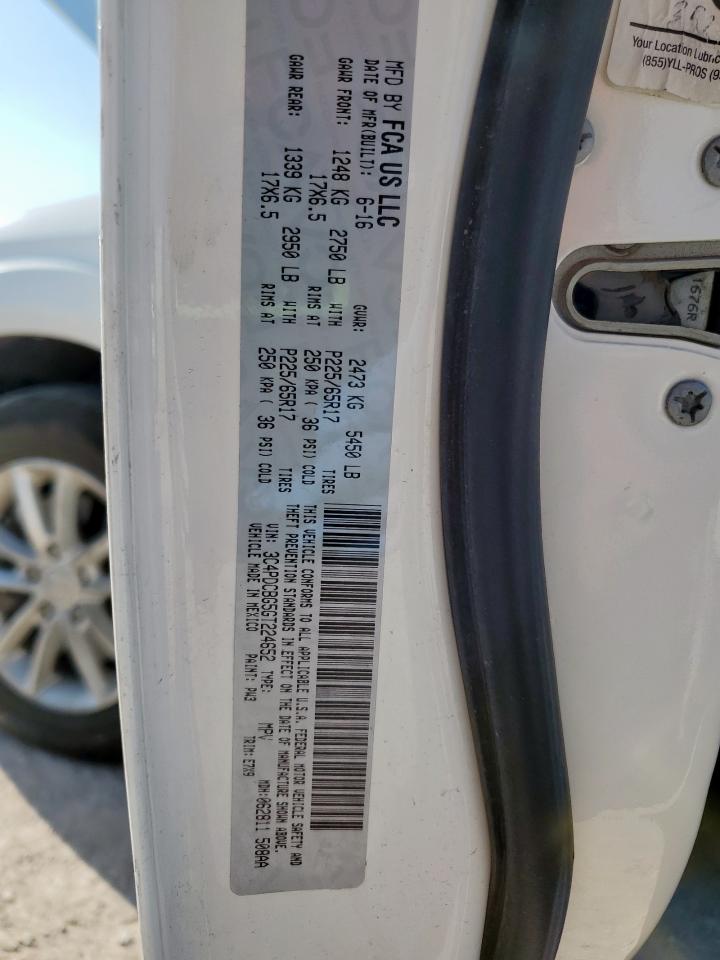 MFD BY FCA US LLC
DATE OF MFR(BUILT): 6-16 GVWR: 2473 KG 5450 LB
GAWR FRONT: 1248 KG 2750 LB WITH P225/65R17 TIRES
17X6.5 RIMS AT 250 KPA ( 36 PSI) COLD
GAWR REAR: 1339 KG 2950 LB WITH P225/65R17 TIRES
17X6.5 RIMS AT 250 KPA ( 36 PSI) COLD
THIS VEHICLE CONFORMS TO ALL APPLICABLE U.S.A. FEDERAL MOTOR VEHICLE SAFETY AND
THEFT PREVENTION STANDARDS IN EFFECT ON THE DATE OF MANUFACTURE SHOWN ABOVE.
VIN: 3C4PDCBG5GT224652 TYPE: MPV MDH:062811 508AA
VEHICLE MADE IN MEXICO PAINT: PW3 TRIM: E7X9
Your Location Lubric
(855)YLL-PROS (9
1676R